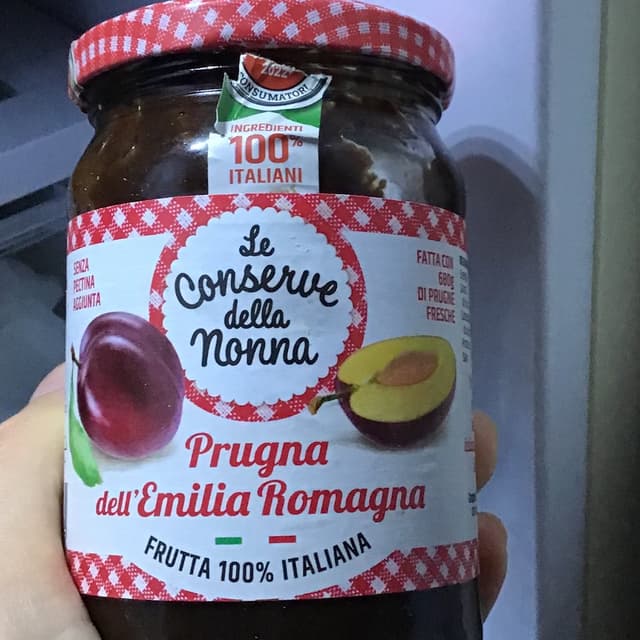 2022
CONSUMATORI
INGREDIENTI
100%
ITALIANI
SENZA
PECTINA
AGGIUNTA
Le
Conserve
della
Nonna
FATTA CON
680g
DI PRUGNE
FRESCHE
Prugna
dell'Emilia Romagna
FRUTTA 100% ITALIANA